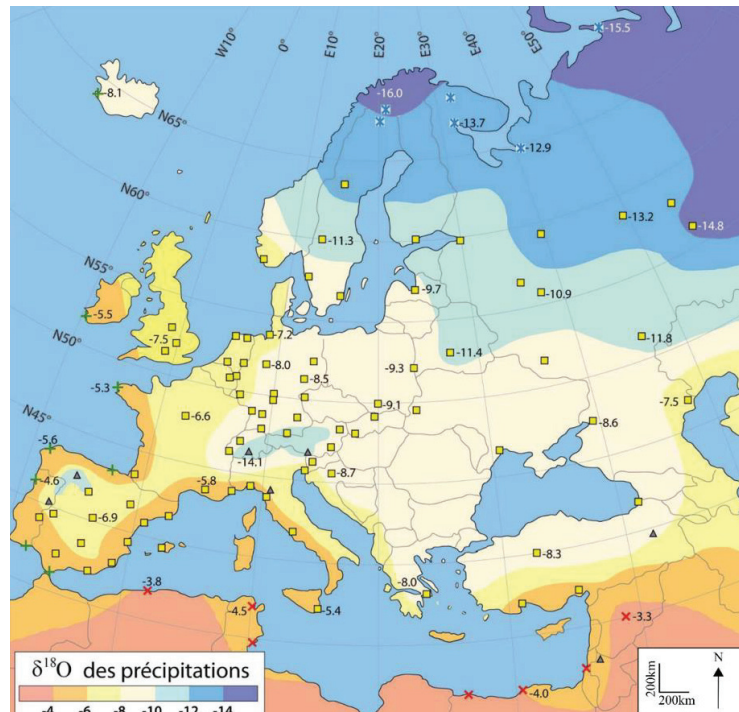 W10°
0°
E10°
E20°
E30°
E40°
E50°
-15.5
-8.1
-16.0
N65°
-13.7
-12.9
N60°
-13.2
-14.8
-11.3
N55°
-9.7
-10.9
-5.5
-7.5
-7.2
-11.8
N50°
-8.0
-11.4
-9.3
-5.3
-8.5
-7.5
-6.6
-9.1
-8.6
N45°
-5.6
-14.1
-4.6
-5.8
-8.7
-6.9
-8.3
-3.8
-8.0
-4.5
-5.4
-3.3
-4.0
δ¹⁸O des précipitations
-4 -6 -8 -10 -12 -14
200km
200km
N